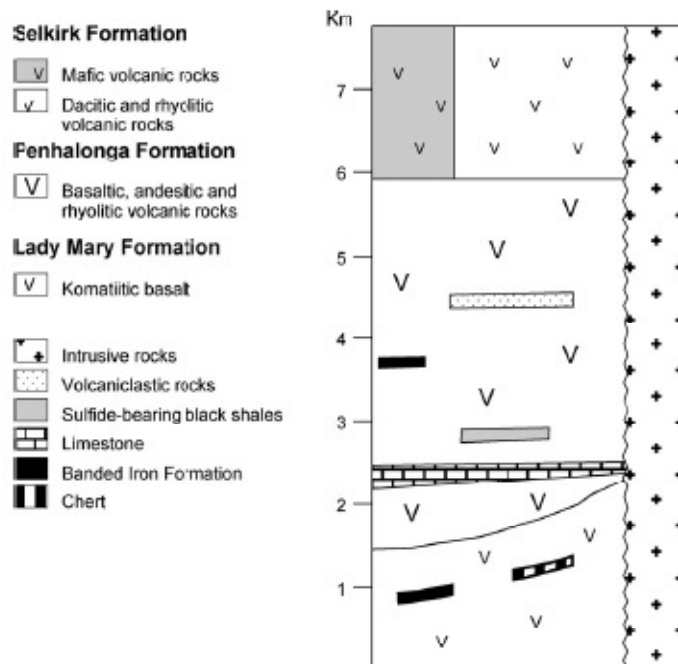 Km
Selkirk Formation
Mafic volcanic rocks
Dacitic and rhyolitic
volcanic rocks
Penhalonga Formation
Basaltic, andesitic and
rhyolitic volcanic rocks
Lady Mary Formation
Komatiitic basalt
Intrusive rocks
Volcaniclastic rocks
Sulfide-bearing black shales
Limestone
Banded Iron Formation
Chert
7
6
5
4
3
2
1